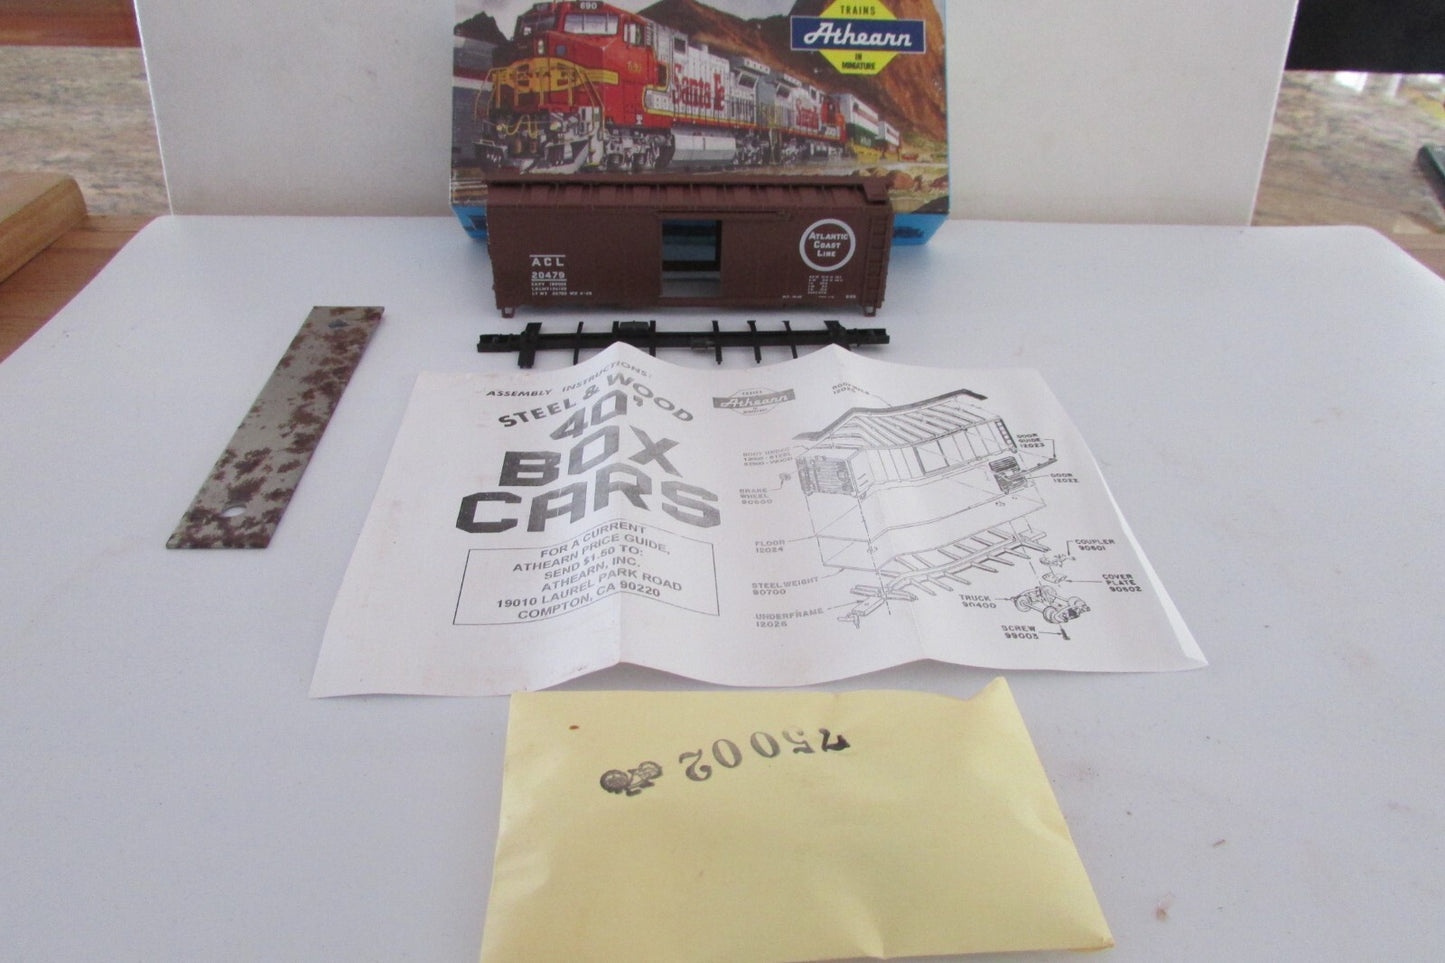 690
Santa Fe
Santa Fe
TRAINS
Athearn
IN
MINIATURE
ACL
20479
ATLANTIC
COAST
LINE
ASSEMBLY INSTRUCTIONS:
STEEL & WOOD
40'
BOX
CARS
FOR A CURRENT
ATHEARN PRICE GUIDE,
SEND $1.50 TO:
ATHEARN, INC.
19010 LAUREL PARK ROAD
COMPTON, CA 90220
Athearn
BRAKE
WHEEL
90600
DOOR
GUIDE
12023
DOOR
12022
FLOOR
12024
STEEL WEIGHT
90700
UNDERFRAME
12026
COUPLER
90601
COVER
PLATE
90602
TRUCK
90400
SCREW
99003
75002